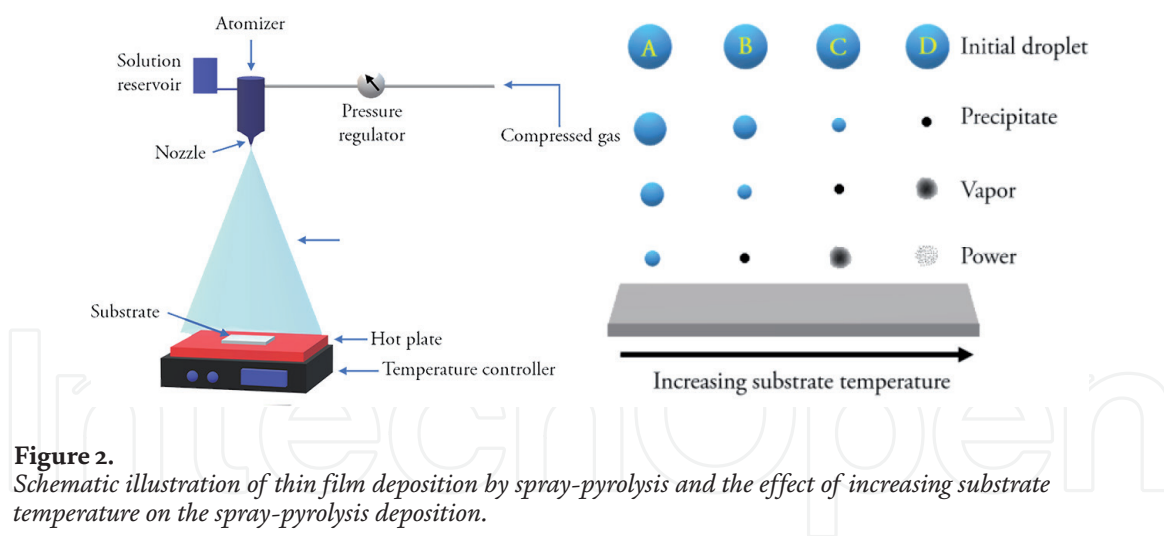 Atomizer
Solution
reservoir
Pressure
regulator
Compressed gas
Nozzle
Substrate
Hot plate
Temperature controller
A
B
C
D
Initial droplet
Precipitate
Vapor
Power
Increasing substrate temperature
IntechOpen
Figure 2.
Schematic illustration of thin film deposition by spray-pyrolysis and the effect of increasing substrate
temperature on the spray-pyrolysis deposition.